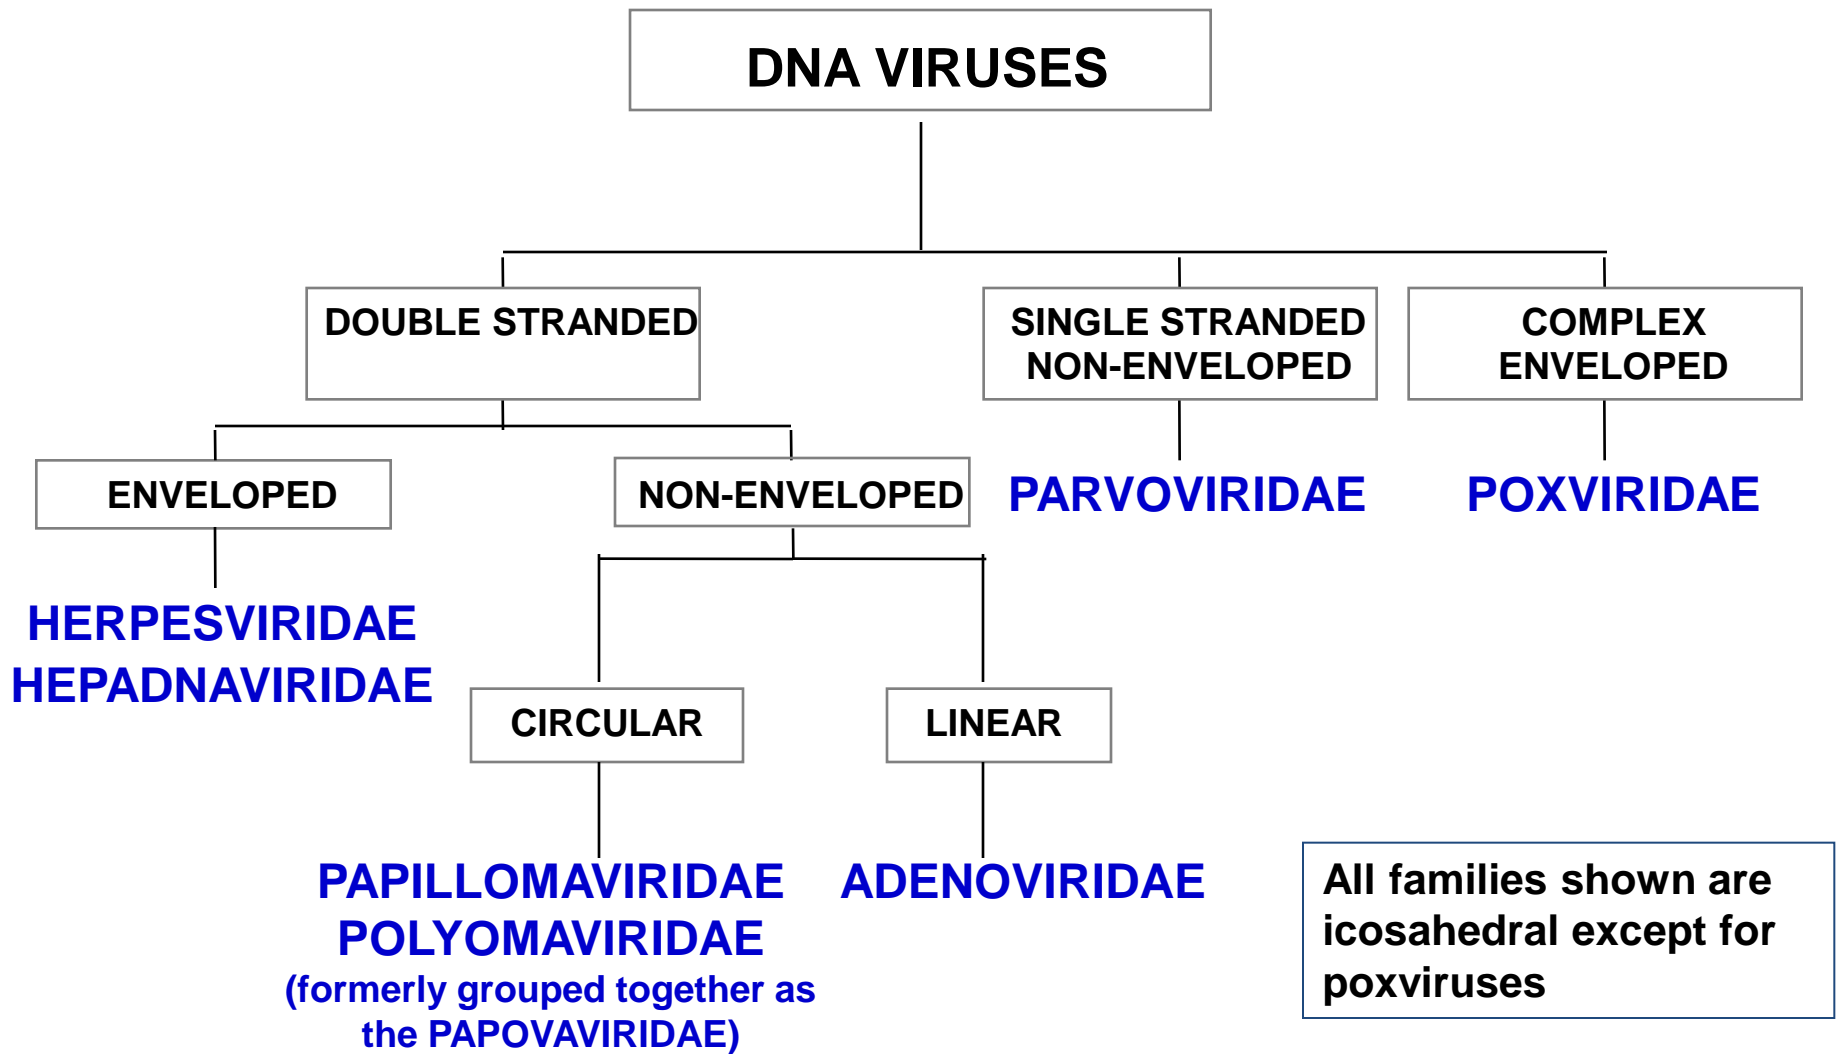 DNA VIRUSES
DOUBLE STRANDED
SINGLE STRANDED
NON-ENVELOPED
COMPLEX
ENVELOPED
ENVELOPED
NON-ENVELOPED
PARVOVIRIDAE
POXVIRIDAE
HERPESVIRIDAE
HEPADNAVIRIDAE
CIRCULAR
LINEAR
PAPILLOMAVIRIDAE
POLYOMAVIRIDAE
(formerly grouped together as
the PAPOVAVIRIDAE)
ADENOVIRIDAE
All families shown are
icosahedral except for
poxviruses